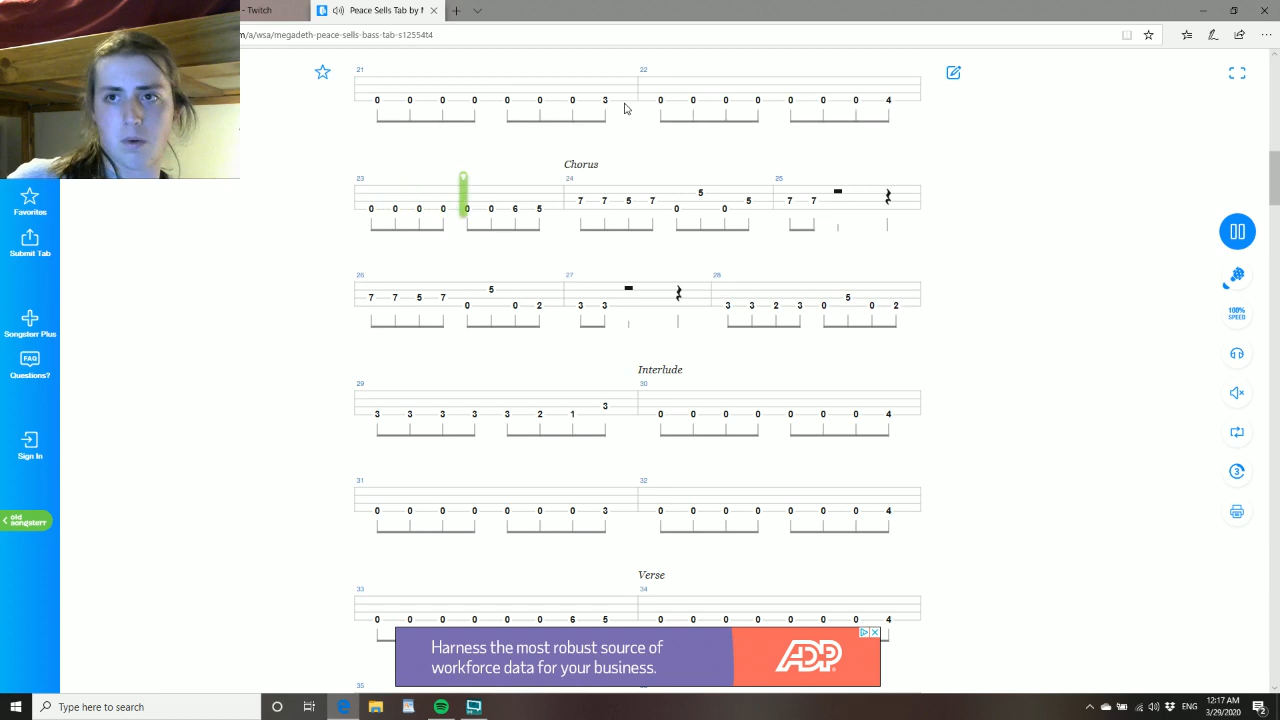 - Twitch
(Witch) Peace Sells Tab by I
m/a/wsa/megadeth-peace-sells-bass-tab-s12554t4
21 22
0 0 0 0 0 0 0 3 0 0 0 0 0 0 0 4
Chorus
23 24 25
0 0 0 0 0 0 6 5 7 7 5 7 0 5 0 5 7 7
26 27 28
7 7 5 7 0 5 0 2 3 3 3 3 2 3 0 5 0 2
Interlude
29 30
3 3 3 3 3 2 1 3 0 0 0 0 0 0 0 4
31 32
0 0 0 0 0 0 0 3 0 0 0 0 0 0 0 4
Verse
33 34
0 0 0 0 0 0 6 5 0 0 0 0 0 0 0 4
35
Favorites
Submit Tab
Songsterr Plus
FAQ
Questions?
Sign In
old
songsterr
100%
SPEED
3
Harness the most robust source of
workforce data for your business.
ADP
Type here to search
ENG
12:17 AM
3/29/2020
2